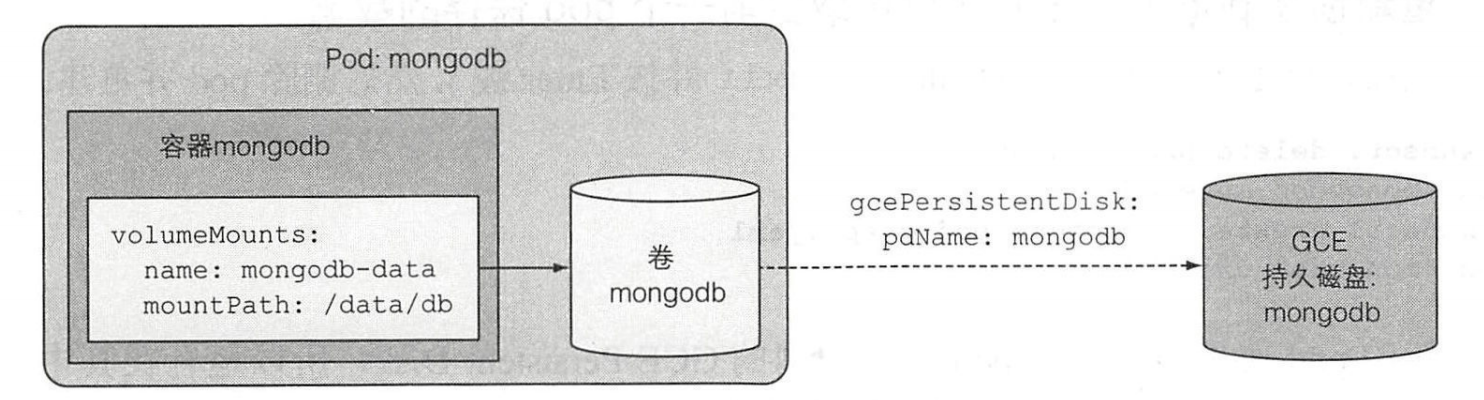 Pod: mongodb
容器mongodb
volumeMounts:
name: mongodb-data
mountPath: /data/db
卷
mongodb
gcePersistentDisk:
pdName: mongodb
GCE
持久磁盘:
mongodb